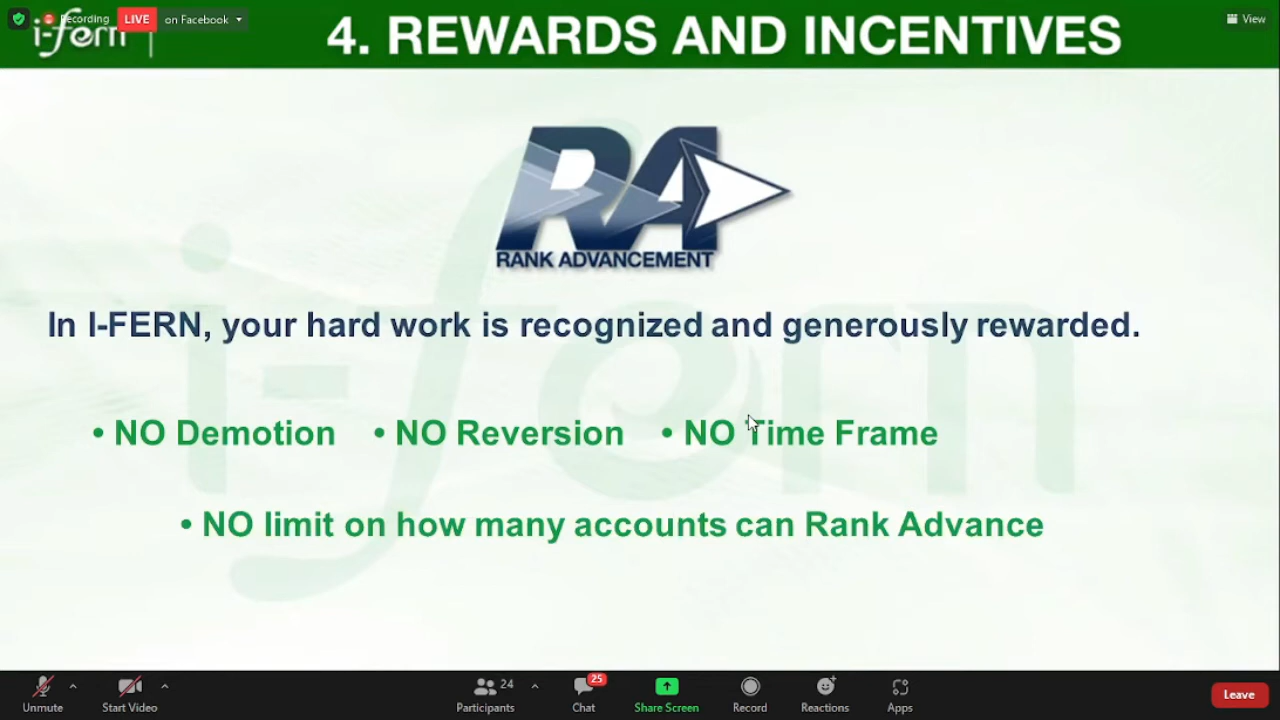 Recording LIVE on Facebook View
i-fern
4. REWARDS AND INCENTIVES
RA
RANK ADVANCEMENT
In I-FERN, your hard work is recognized and generously rewarded.
• NO Demotion • NO Reversion • NO Time Frame
• NO limit on how many accounts can Rank Advance
i-fern
24 25
Unmute Start Video Participants Chat Share Screen Record Reactions Apps Leave